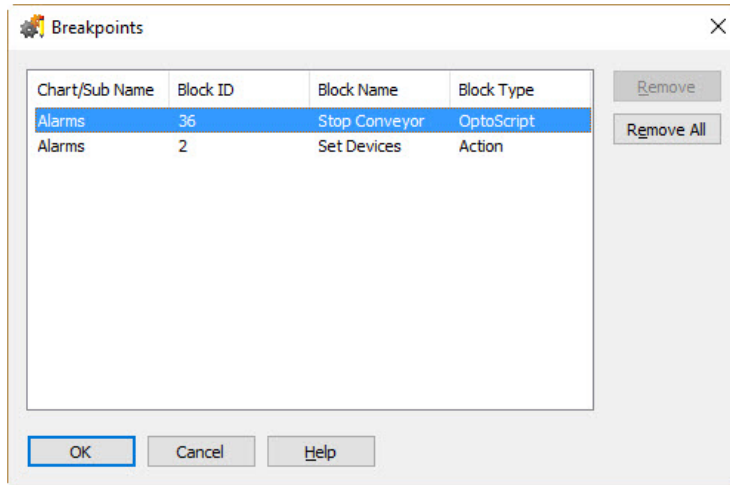 Breakpoints
Chart/Sub Name Block ID Block Name Block Type
Alarms 36 Stop Conveyor OptoScript
Alarms 2 Set Devices Action
Remove
Remove All
OK Cancel Help